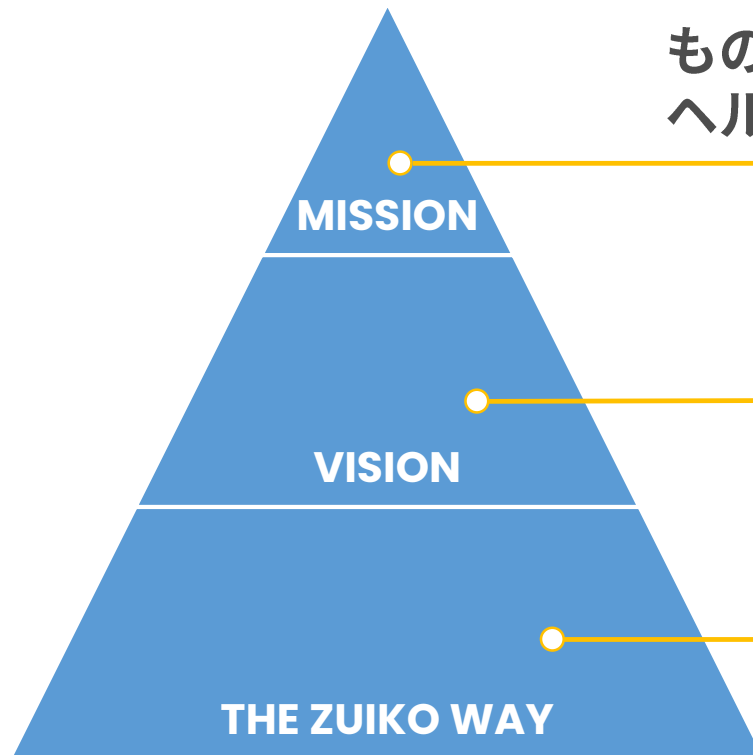 もの
ヘル
MISSION
VISION
THE ZUIKO WAY